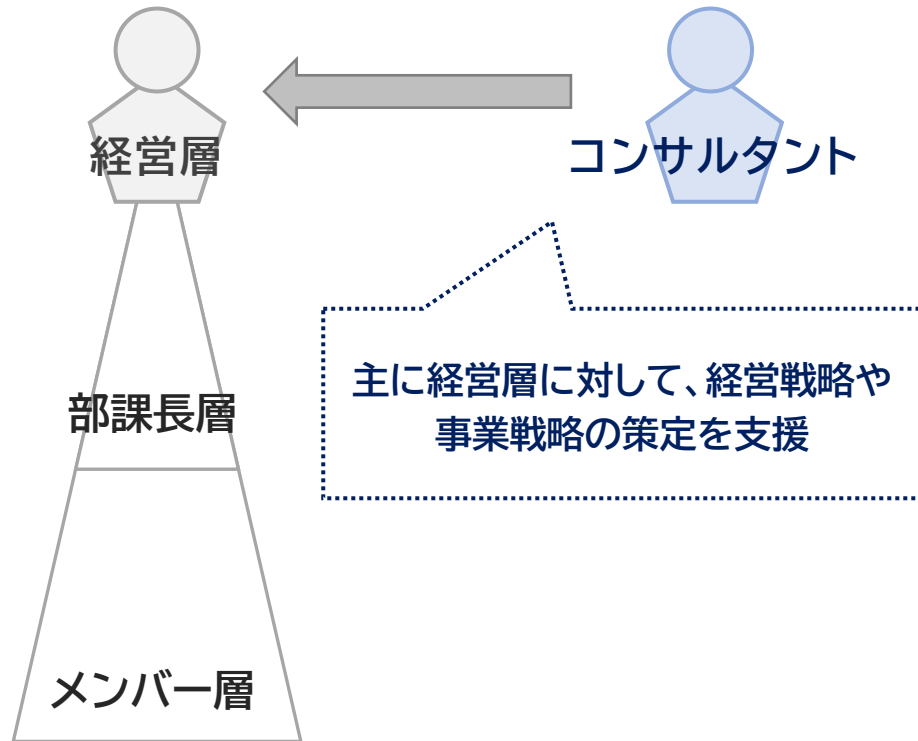 経営層
コンサルタント
主に経営層に対して、経営戦略や
事業戦略の策定を支援
部課長層
メンバー層